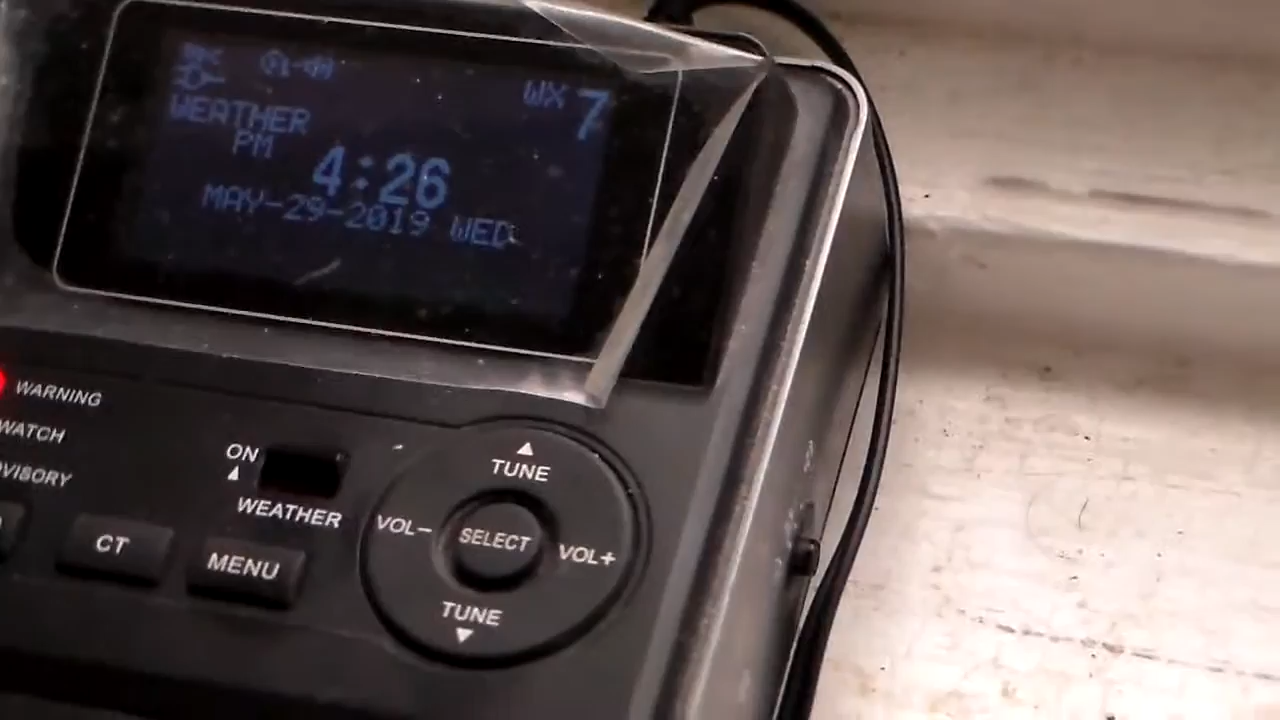 WX 7
WEATHER
PM 4:26
MAY-29-2019 WED
WARNING
WATCH
ON
WEATHER
CT
MENU
TUNE
VOL-
SELECT
VOL+
TUNE